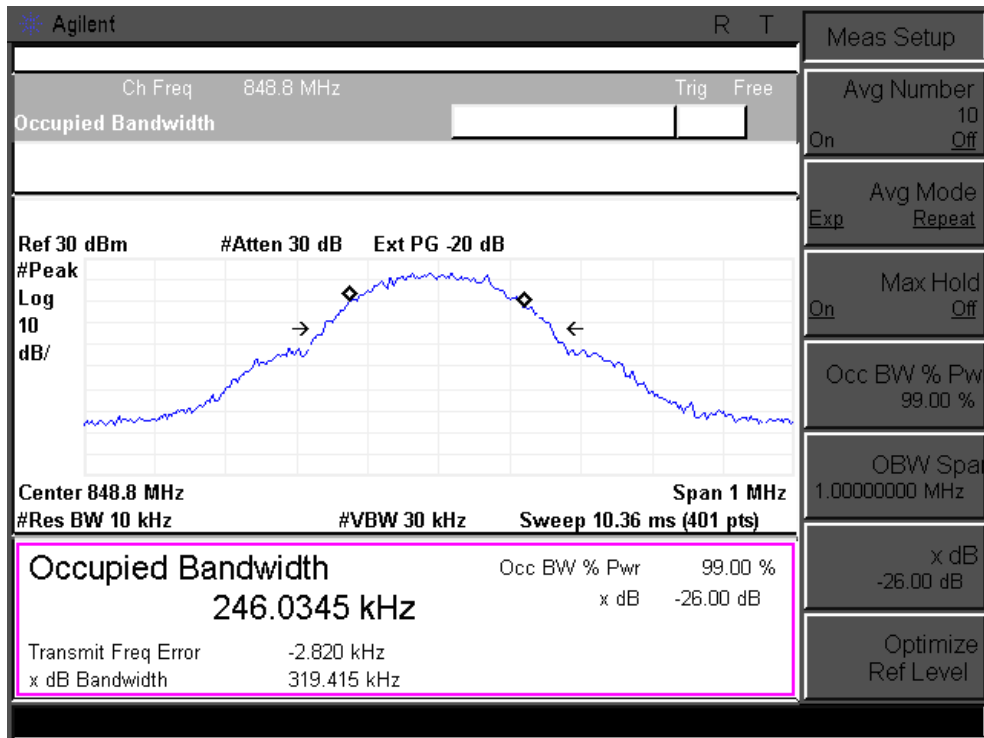 Agilent R T
Ch Freq 848.8 MHz Trig Free
Occupied Bandwidth
Ref 30 dBm #Atten 30 dB Ext PG -20 dB
#Peak
Log
10
dB/
Center 848.8 MHz Span 1 MHz
#Res BW 10 kHz #VBW 30 kHz Sweep 10.36 ms (401 pts)
Occupied Bandwidth
246.0345 kHz
Occ BW % Pwr 99.00 %
x dB -26.00 dB
Transmit Freq Error -2.820 kHz
x dB Bandwidth 319.415 kHz
Meas Setup
Avg Number
10
On Off
Avg Mode
Exp Repeat
Max Hold
On Off
Occ BW % Pw
99.00 %
OBW Spa
1.00000000 MHz
x dB
-26.00 dB
Optimize
Ref Level